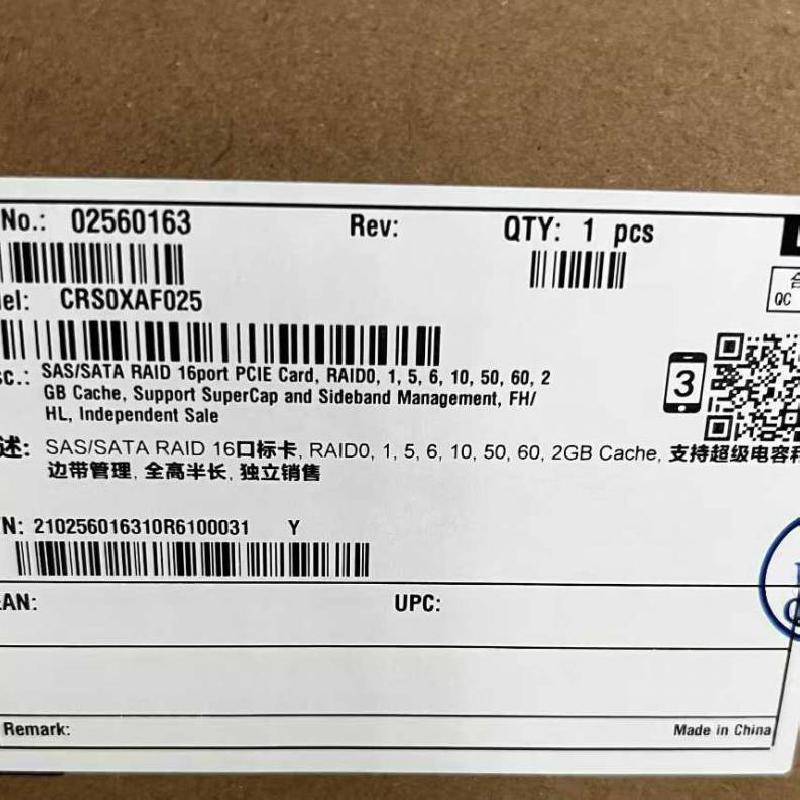 No.: 02560163 Rev: QTY: 1 pcs
el: CRS0XAF025
QC
3
c.: SAS/SATA RAID 16port PCIE Card, RAID0, 1, 5, 6, 10, 50, 60, 2
GB Cache, Support SuperCap and Sideband Management, FH/
HL, Independent Sale
述: SAS/SATA RAID 16口标卡, RAID0, 1, 5, 6, 10, 50, 60, 2GB Cache, 支持超级电容和
边带管理, 全高半长, 独立销售
N: 210256016310R6100031 Y
AN: UPC:
Remark: Made in China